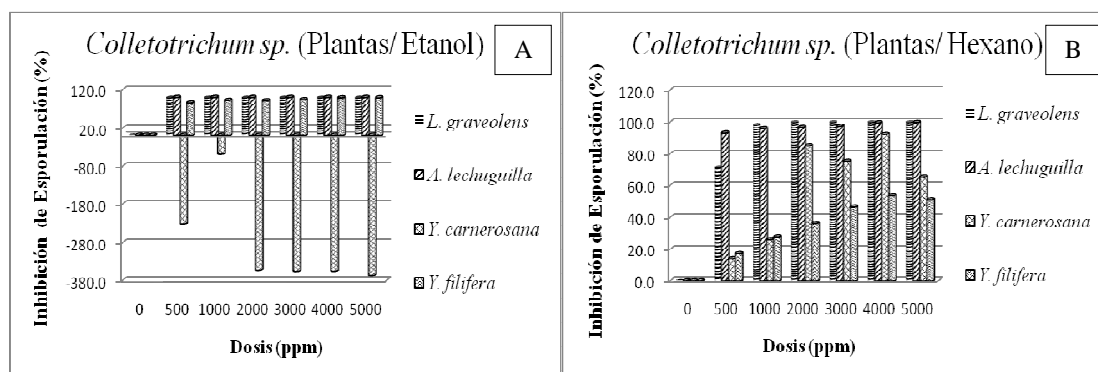 Colletotrichum sp. (Plantas/ Etanol)
A
Inhibición de Esporulación (%)
120.0
20.0
-80.0
-180.0
-280.0
-380.0
0 500 1000 2000 3000 4000 5000
Dosis (ppm)
L. graveolens
A. lechuguilla
Y. carnerosana
Y. filifera
Colletotrichum sp. (Plantas/ Hexano)
B
Inhibición de Esporulación (%)
120.0
100.0
80.0
60.0
40.0
20.0
0.0
0 500 1000 2000 3000 4000 5000
Dosis (ppm)
L. graveolens
A. lechuguilla
Y. carnerosana
Y. filifera